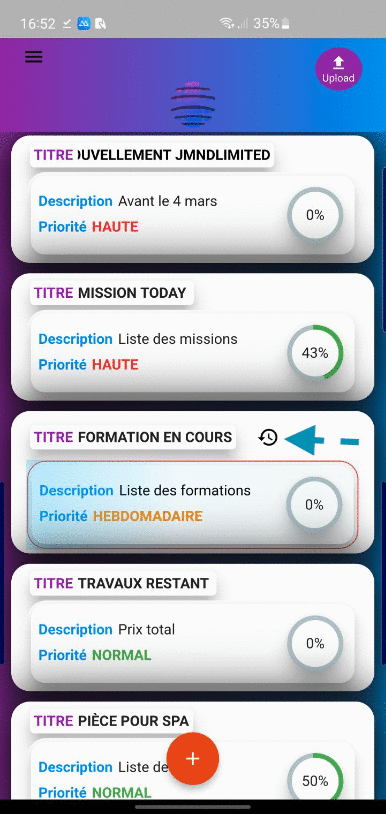 16:52
35%
Upload
TITRE OUVELLEMENT JMNDLIMITED
Description Avant le 4 mars
Priorité HAUTE
0%
TITRE MISSION TODAY
Description Liste des missions
Priorité HAUTE
43%
TITRE FORMATION EN COURS
Description Liste des formations
Priorité HEBDOMADAIRE
0%
TITRE TRAVAUX RESTANT
Description Prix total
Priorité NORMAL
0%
TITRE PIÈCE POUR SPA
Description Liste de
Priorité NORMAL
50%
+